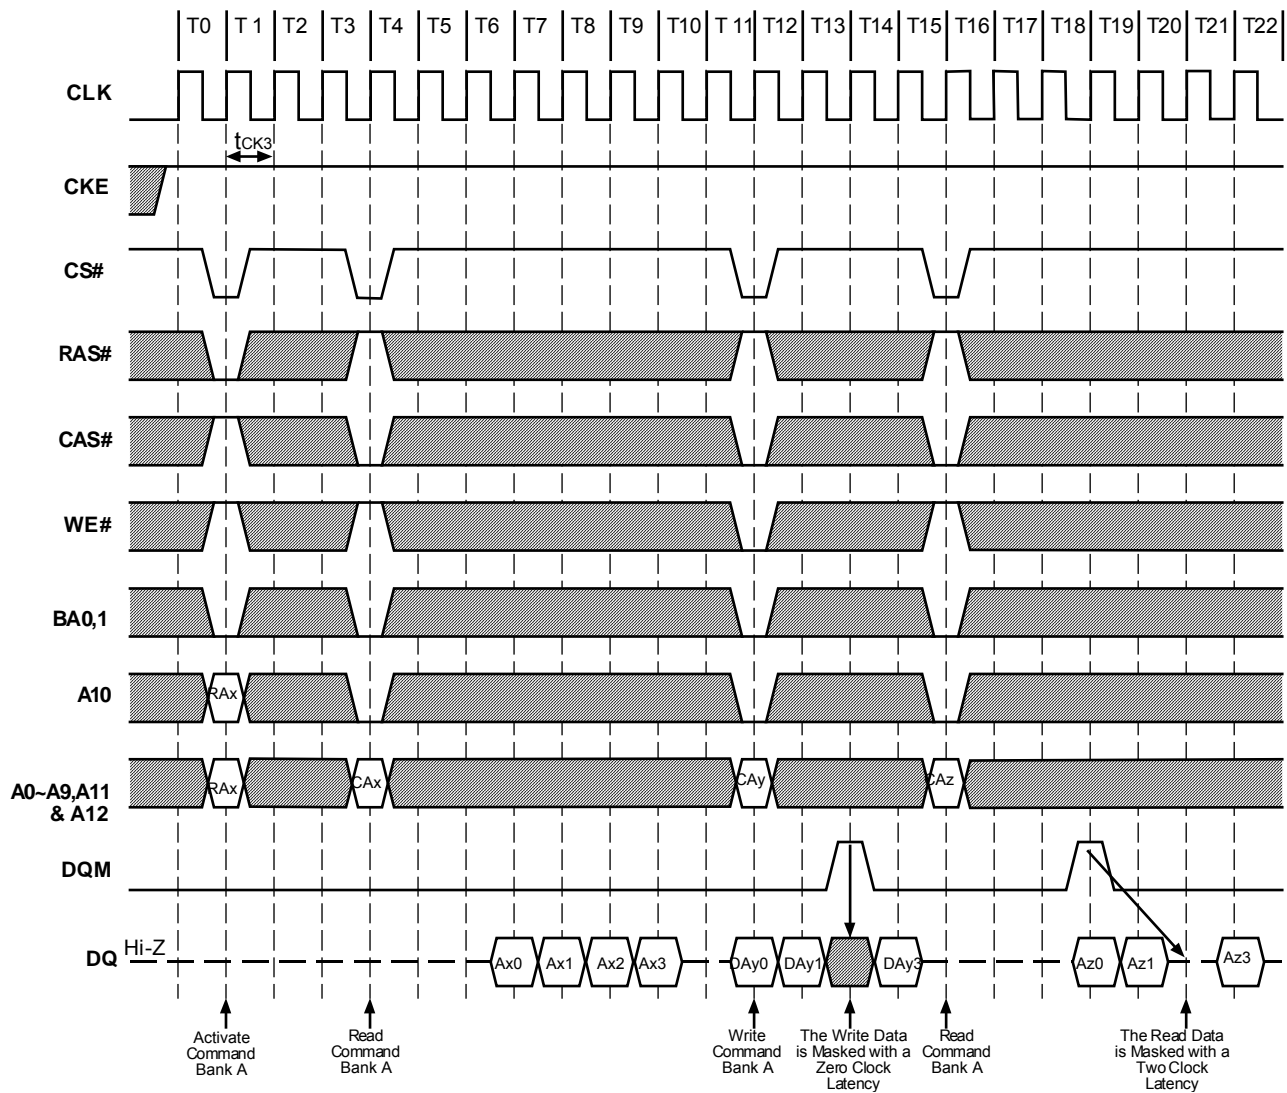 T0 T 1 T2 T3 T4 T5 T6 T7 T8 T9 T10 T 11 T12 T13 T14 T15 T16 T17 T18 T19 T20 T21 T22
CLK
tCK3
CKE
CS#
RAS#
CAS#
WE#
BA0,1
A10
RAx
A0~A9,A11
& A12
RAx CAx CAy CAz
DQM
DQ Hi-Z
Ax0 Ax1 Ax2 Ax3 DAy0 DAy1 DAy3 Az0 Az1 Az3
Activate
Command
Bank A
Read
Command
Bank A
Write
Command
Bank A
The Write Data
is Masked with a
Zero Clock
Latency
Read
Command
Bank A
The Read Data
is Masked with a
Two Clock
Latency